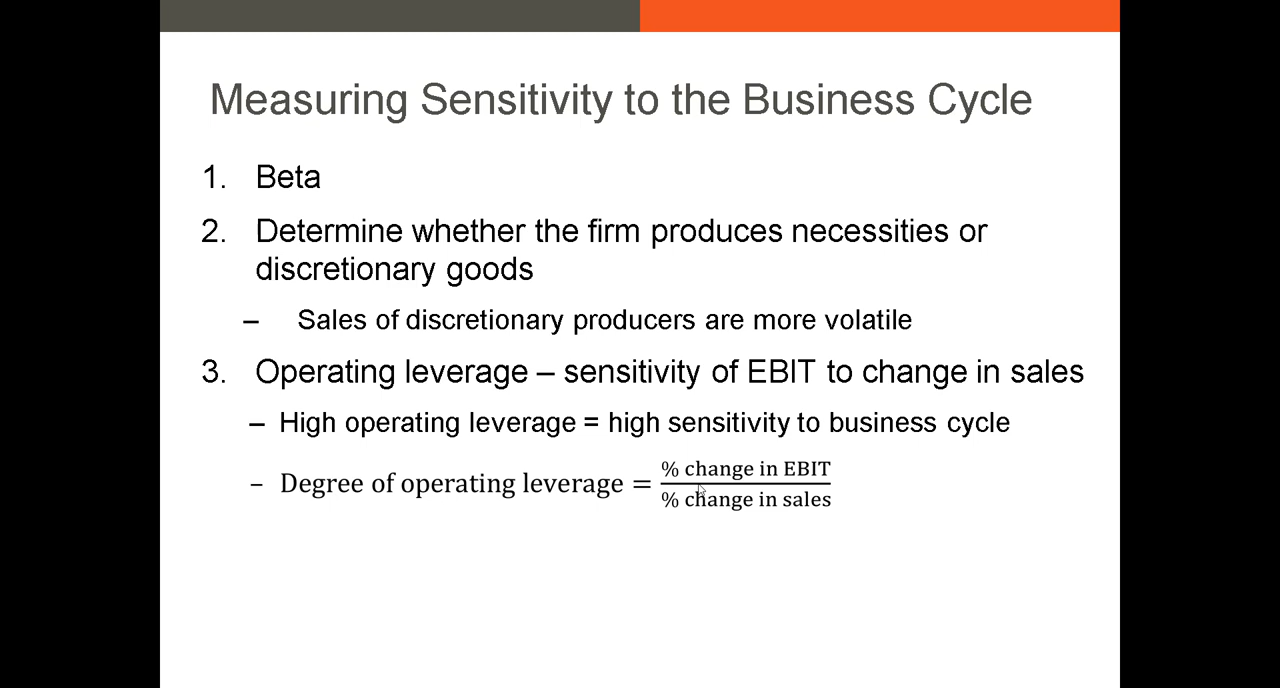 Measuring Sensitivity to the Business Cycle
1. Beta
2. Determine whether the firm produces necessities or
discretionary goods
– Sales of discretionary producers are more volatile
3. Operating leverage – sensitivity of EBIT to change in sales
– High operating leverage = high sensitivity to business cycle
– Degree of operating leverage = % change in EBIT
% change in sales